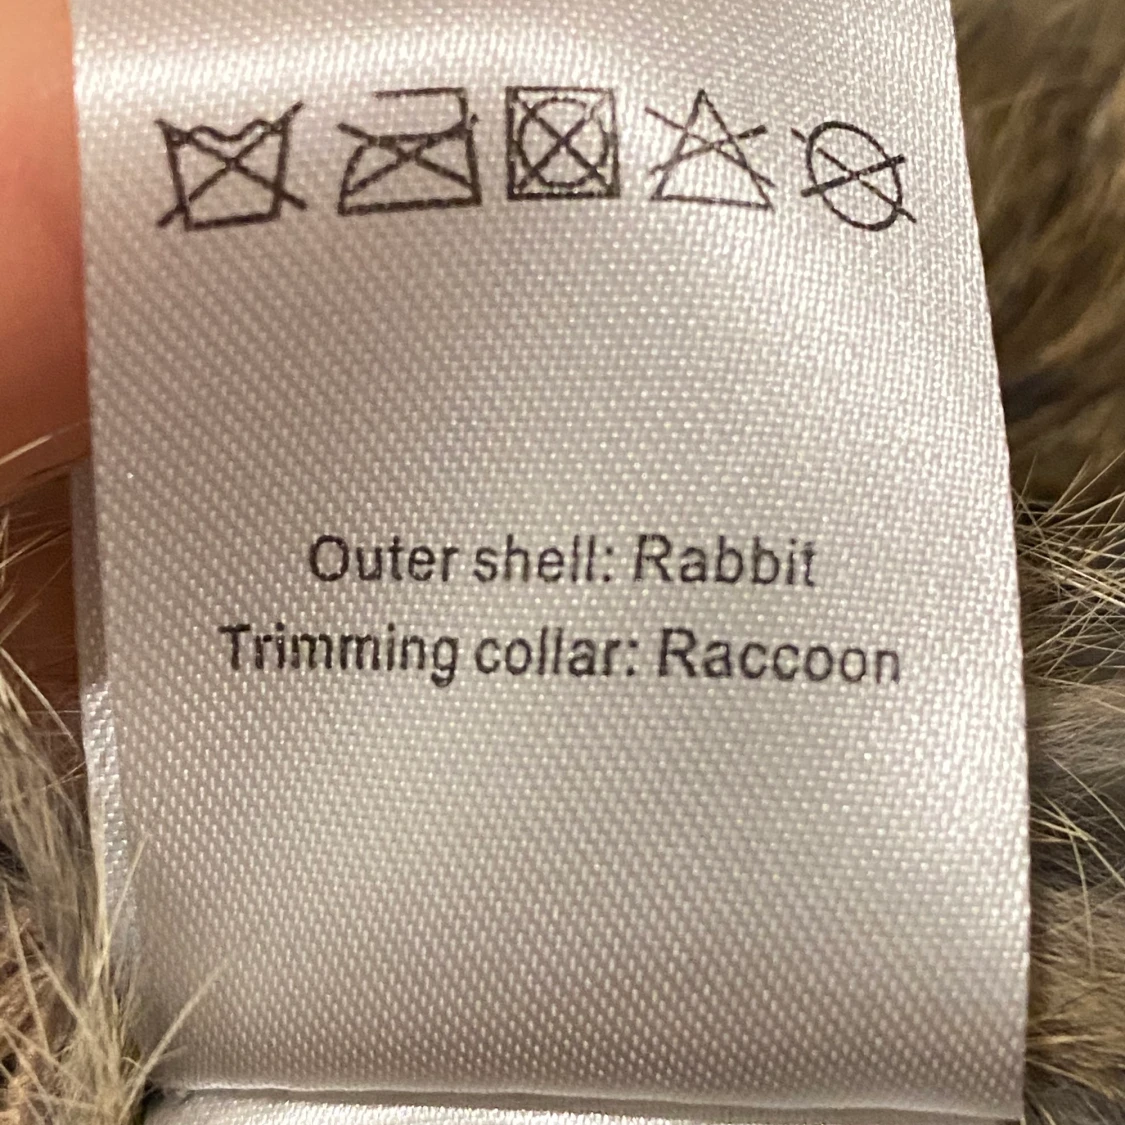 Outer shell: Rabbit
Trimming collar: Raccoon